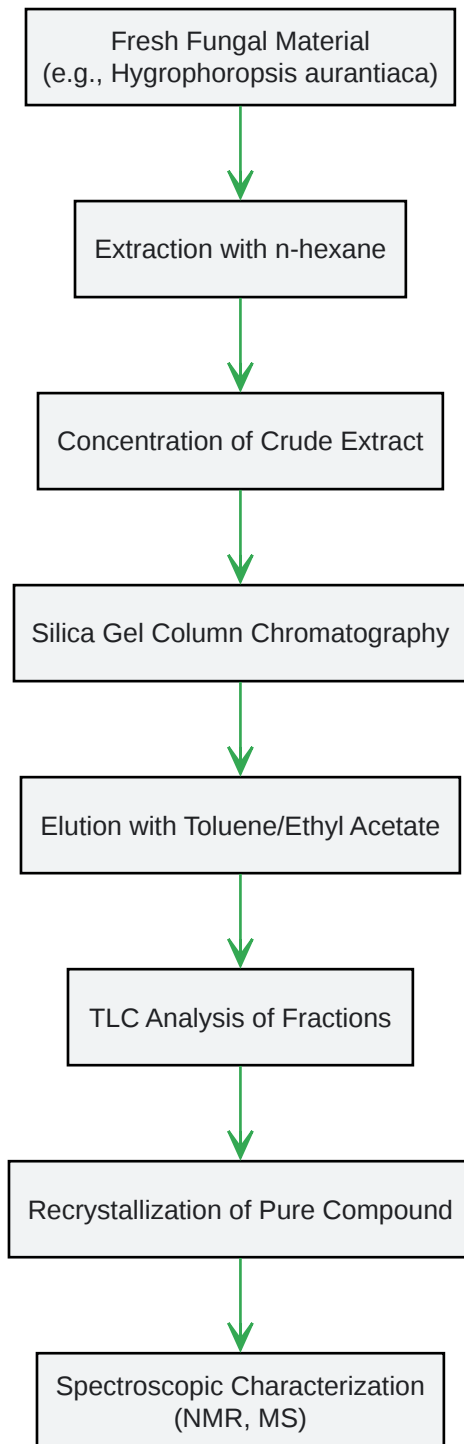 Fresh Fungal Material
(e.g., Hygrophoropsis aurantiaca)
Extraction with n-hexane
Concentration of Crude Extract
Silica Gel Column Chromatography
Elution with Toluene/Ethyl Acetate
TLC Analysis of Fractions
Recrystallization of Pure Compound
Spectroscopic Characterization
(NMR, MS)